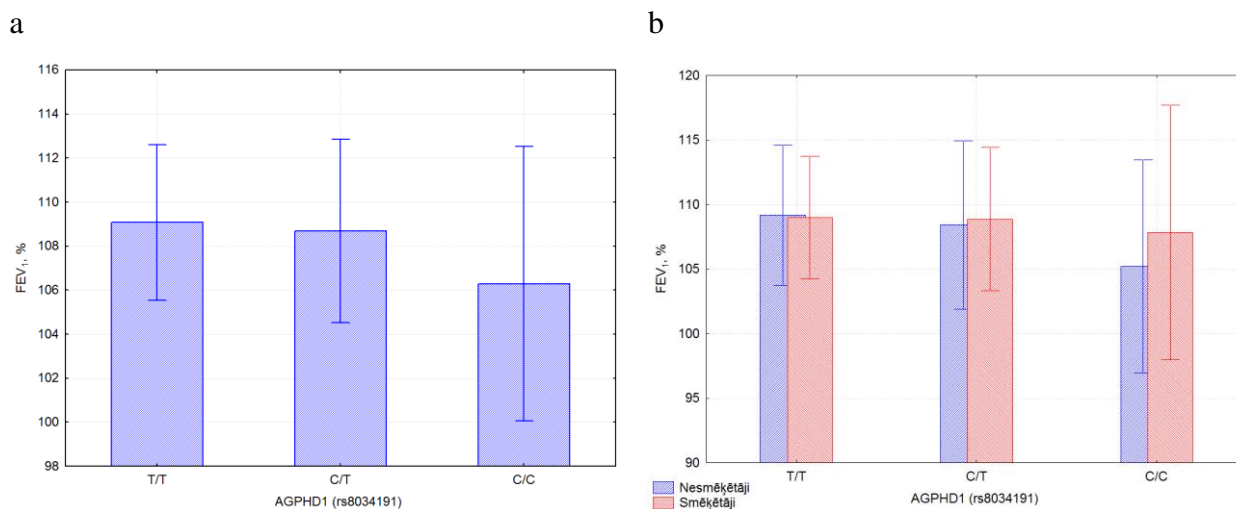 a
116
114
112
110
108
106
104
102
100
98
FEV₁, %
T/T C/T C/C
AGPHD1 (rs8034191)
b
120
115
110
105
100
95
90
FEV₁, %
T/T C/T C/C
Nesmēķētāji
Smēķētāji
AGPHD1 (rs8034191)